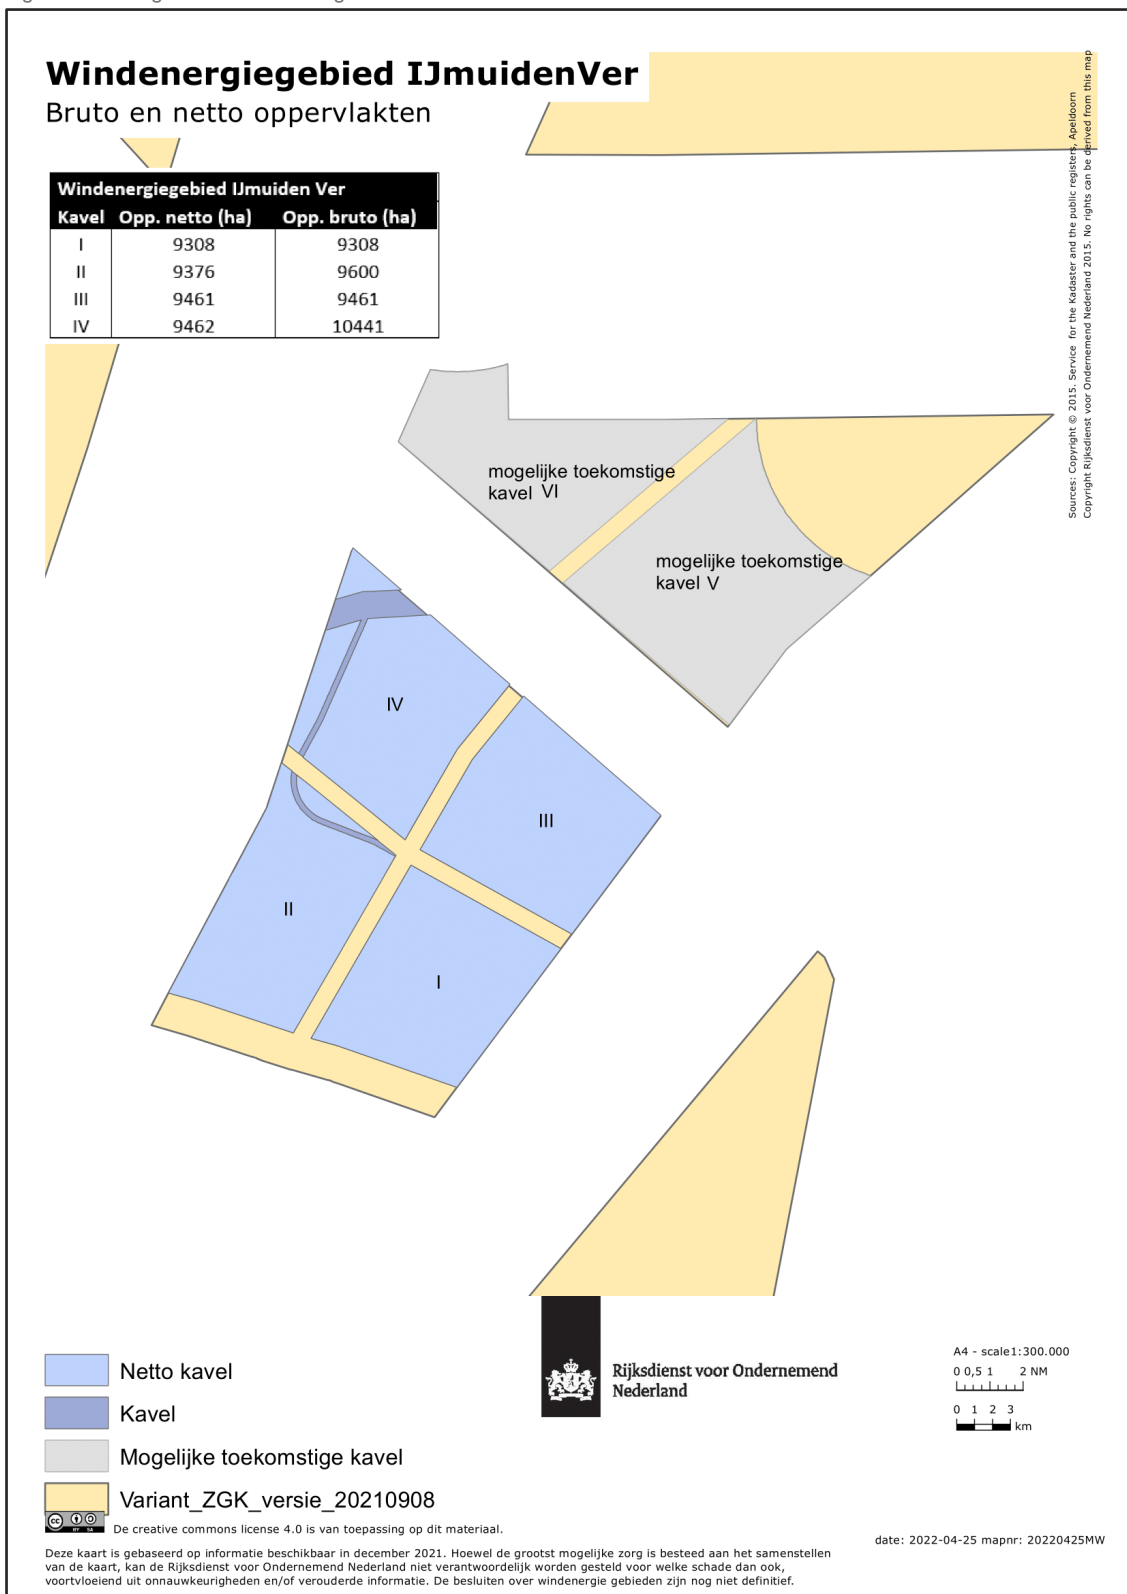 Windenergiegebied IJmuidenVer
Bruto en netto oppervlakten
Windenergiegebied IJmuiden Ver
Kavel Opp. netto (ha) Opp. bruto (ha)
I 9308 9308
II 9376 9600
III 9461 9461
IV 9462 10441
Sources: Copyright © 2015. Service for the Kadaster and the public registers, Apeldoorn
Copyright Rijksdienst voor Ondernemend Nederland 2015. No rights can be derived from this map
mogelijke toekomstige
kavel VI
mogelijke toekomstige
kavel V
IV
III
II
I
Netto kavel
Kavel
Mogelijke toekomstige kavel
Variant_ZGK_versie_20210908
Rijksdienst voor Ondernemend
Nederland
A4 - scale1:300.000
0 0,5 1 2 NM
0 1 2 3
km
cc BY SA
De creative commons license 4.0 is van toepassing op dit materiaal.
date: 2022-04-25 mapnr: 20220425MW
Deze kaart is gebaseerd op informatie beschikbaar in december 2021. Hoewel de grootst mogelijke zorg is besteed aan het samenstellen
van de kaart, kan de Rijksdienst voor Ondernemend Nederland niet verantwoordelijk worden gesteld voor welke schade dan ook,
voortvloeiend uit onnauwkeurigheden en/of verouderde informatie. De besluiten over windenergie gebieden zijn nog niet definitief.